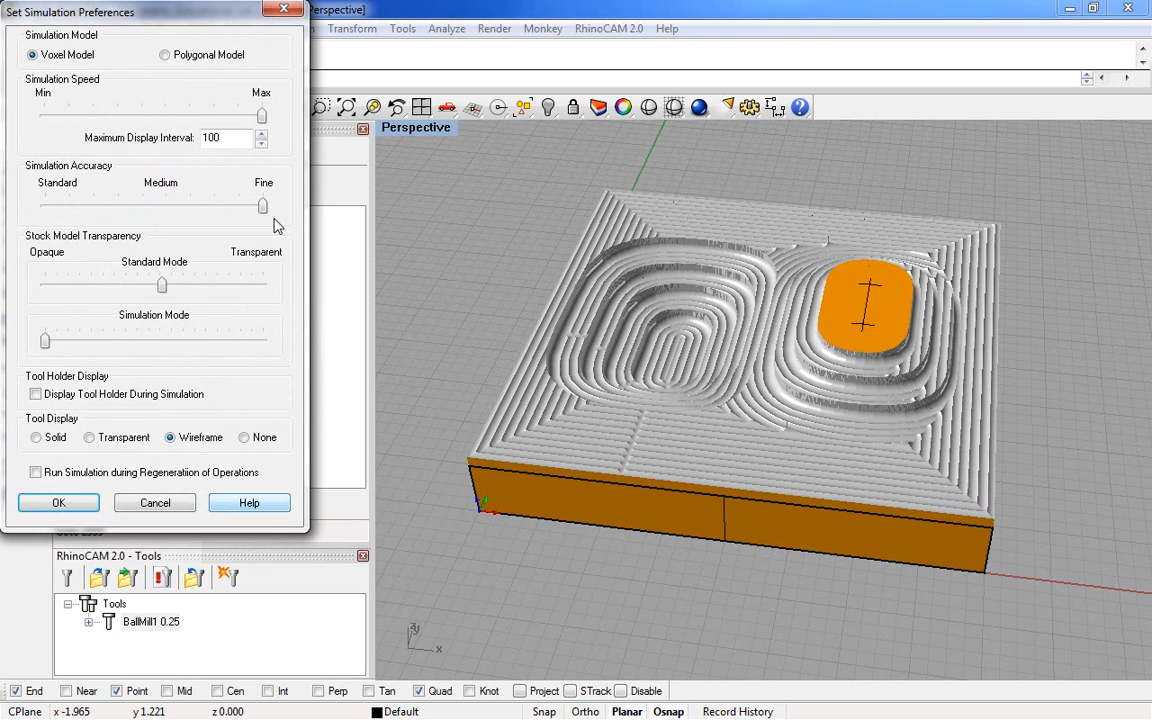 Set Simulation Preferences
Perspective]
Transform Tools Analyze Render Monkey RhinoCAM 2.0 Help
Simulation Model
Voxel Model Polygonal Model
Simulation Speed
Min Max
Maximum Display Interval: 100
Simulation Accuracy
Standard Medium Fine
Stock Model Transparency
Opaque Transparent
Standard Mode
Simulation Mode
Tool Holder Display
Display Tool Holder During Simulation
Tool Display
Solid Transparent Wireframe None
Run Simulation during Regeneratiion of Operations
OK Cancel Help
Perspective
RhinoCAM 2.0 - Tools
Tools
BallMill1 0.25
zy
x
End Near Point Mid Cen Int Perp Tan Quad Knot Project STrack Disable
CPlane x -1.965 y 1.221 z 0.000 Default Snap Ortho Planar Osnap Record History